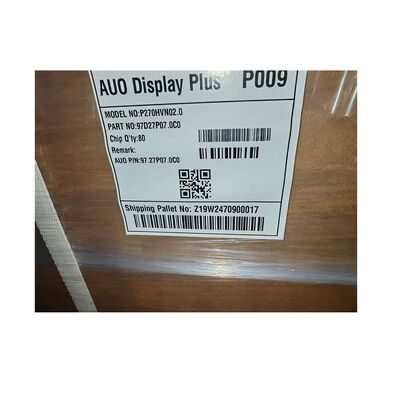 AUO Display Plus P009
MODEL NO:P270HVN02.0
PART NO:97D27P07.0C0
Chip Q'ty:80
Remark:
AUO P/N:97.27P07.0C0
Shipping Pallet No: Z19W2470900017